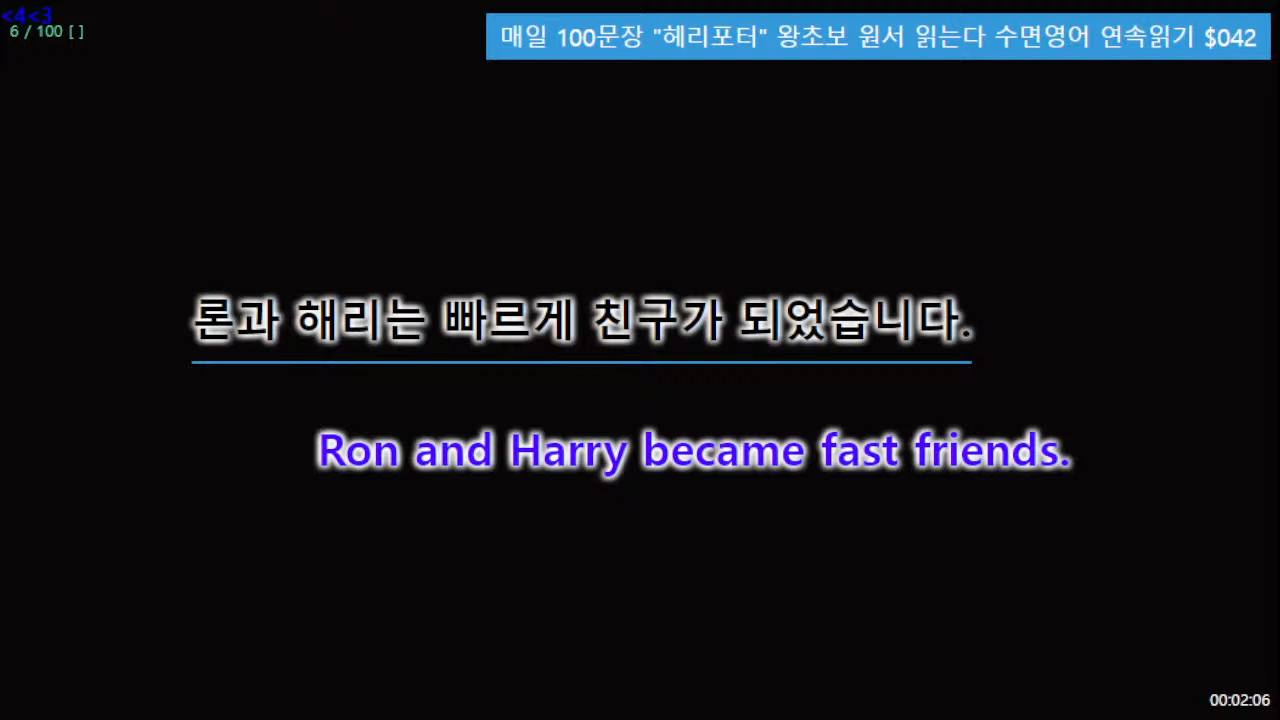 <4<3
6 / 100 [ ]
매일 100문장 "헤리포터" 왕초보 원서 읽는다 수면영어 연속읽기 $042
론과 해리는 빠르게 친구가 되었습니다.
Ron and Harry became fast friends.
00:02:06